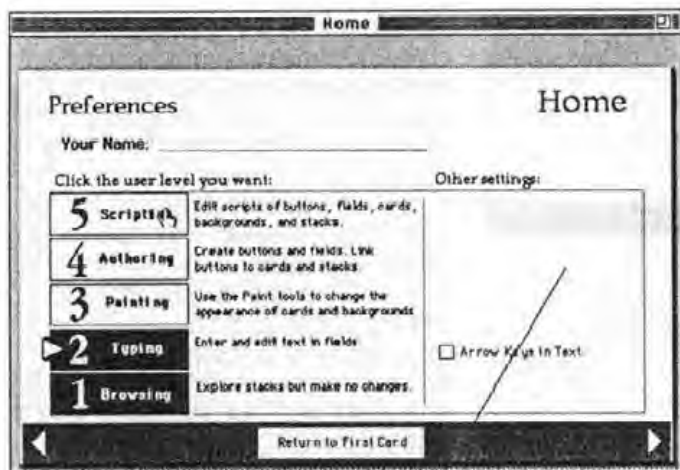 Home
Preferences
Home
Your Name:
Click the user level you want:
Other settings:
5 Scripting
Edit scripts of buttons, fields, cards,
backgrounds, and stacks.
4 Authoring
Create buttons and fields. Link
buttons to cards and stacks.
3 Painting
Use the Paint tools to change the
appearance of cards and backgrounds
2 Typing
Enter and edit text in fields
Arrow Keys in Text
1 Browsing
Explore stacks but make no changes.
Return to First Card